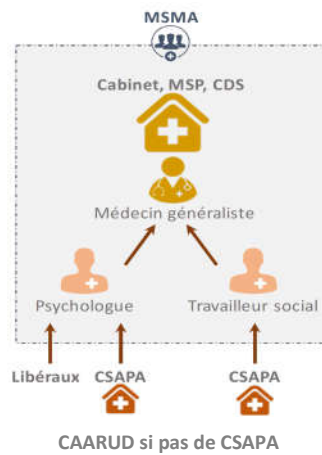 MSMA
Cabinet, MSP, CDS
Médecin généraliste
Psychologue
Travailleur social
Libéraux
CSAPA
CSAPA
CAARUD si pas de CSAPA